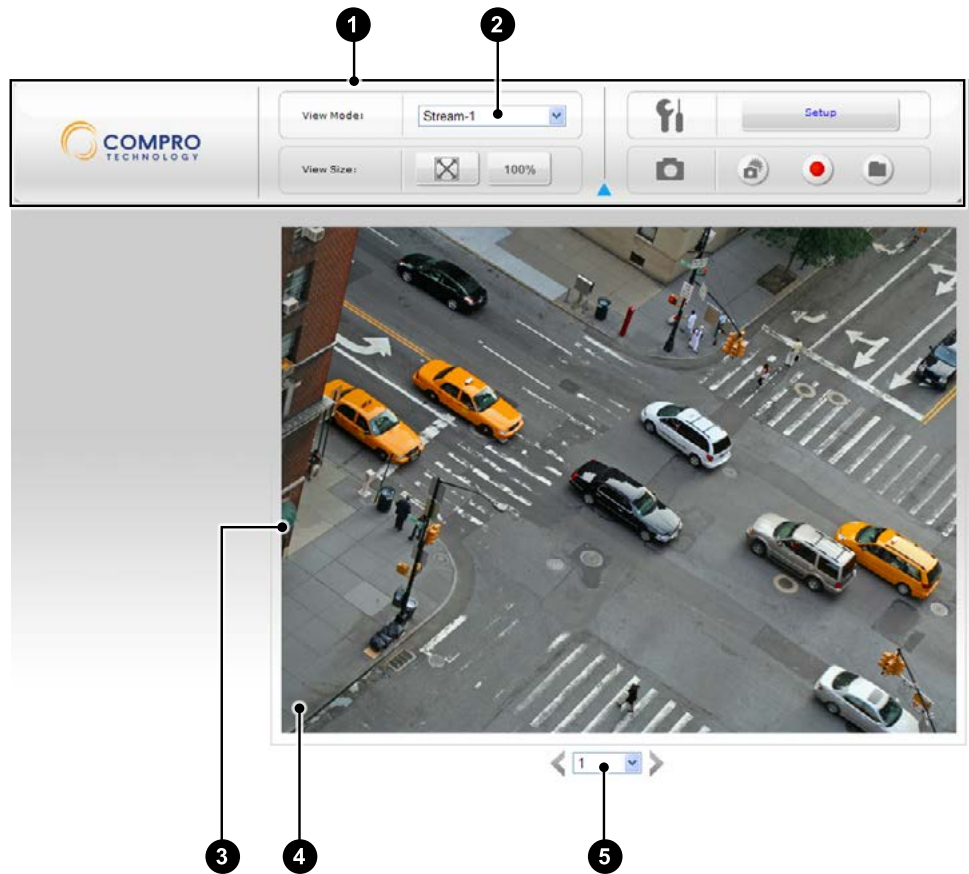 1
2
View Mode:
Stream-1
Setup
COMPRO
TECHNOLOGY
View Size:
100%
1
3
4
5